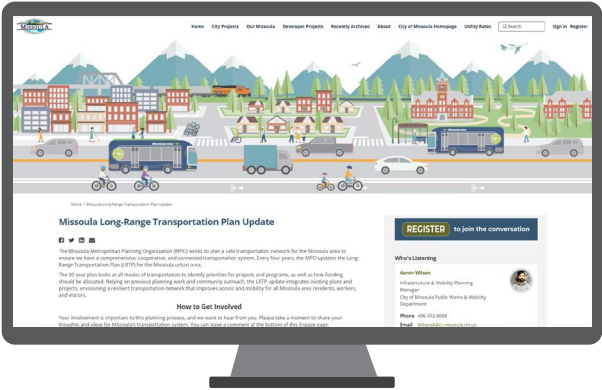 MISSOULA
Home City Projects Our Missoula Developer Projects Recently Archived About City of Missoula Homepage Utility Rates Search Sign In Register
Home / Missoula Long-Range Transportation Plan Update
Missoula Long-Range Transportation Plan Update
The Missoula Metropolitan Planning Organization (MPO) works to plan a safe transportation network for the Missoula area to
ensure we have a comprehensive, cooperative, and connected transportation system. Every four years, the MPO updates the Long-
Range Transportation Plan (LRTP) for the Missoula urban area.
The 30 year plan looks at all modes of transportation to identify priorities for projects and programs, as well as how funding
should be allocated. Relying on previous planning work and community outreach, the LRTP update integrates existing plans and
projects, envisioning a resilient transportation network that improves access and mobility for all Missoula area residents, workers,
and visitors.
How to Get Involved
Your involvement is important to this planning process, and we want to hear from you. Please take a moment to share your
thoughts and ideas for Missoula's transportation system. You can leave a comment at the bottom of this Engage page.
REGISTER to join the conversation
Who's Listening
Aaron Wilson
Infrastructure & Mobility Planning
Manager
City of Missoula Public Works & Mobility
Department
Phone 406-552-6668
Email WilsonA@ci.missoula.mt.us